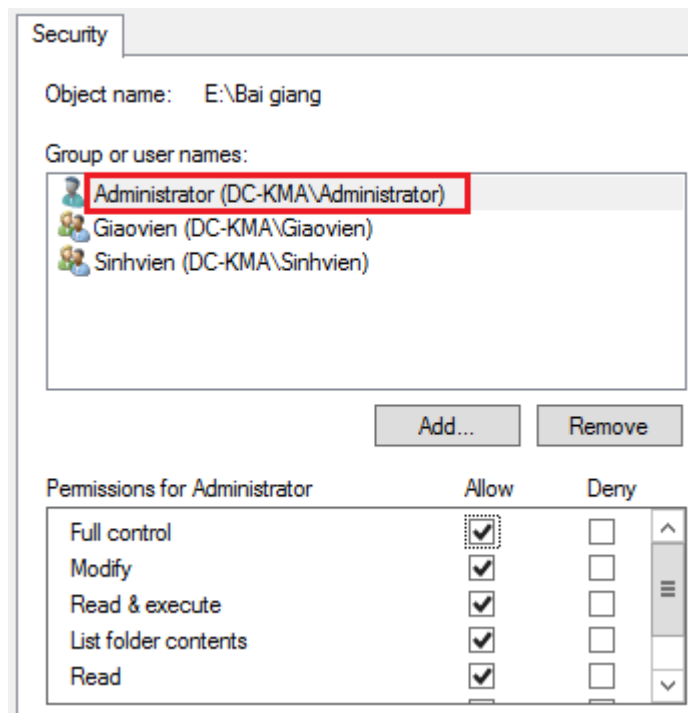 Security
Object name: E:\Bai giang
Group or user names:
Administrator (DC-KMA\Administrator)
Giaovien (DC-KMA\Giaovien)
Sinhvien (DC-KMA\Sinhvien)
Add... Remove
Permissions for Administrator Allow Deny
Full control
Modify
Read & execute
List folder contents
Read